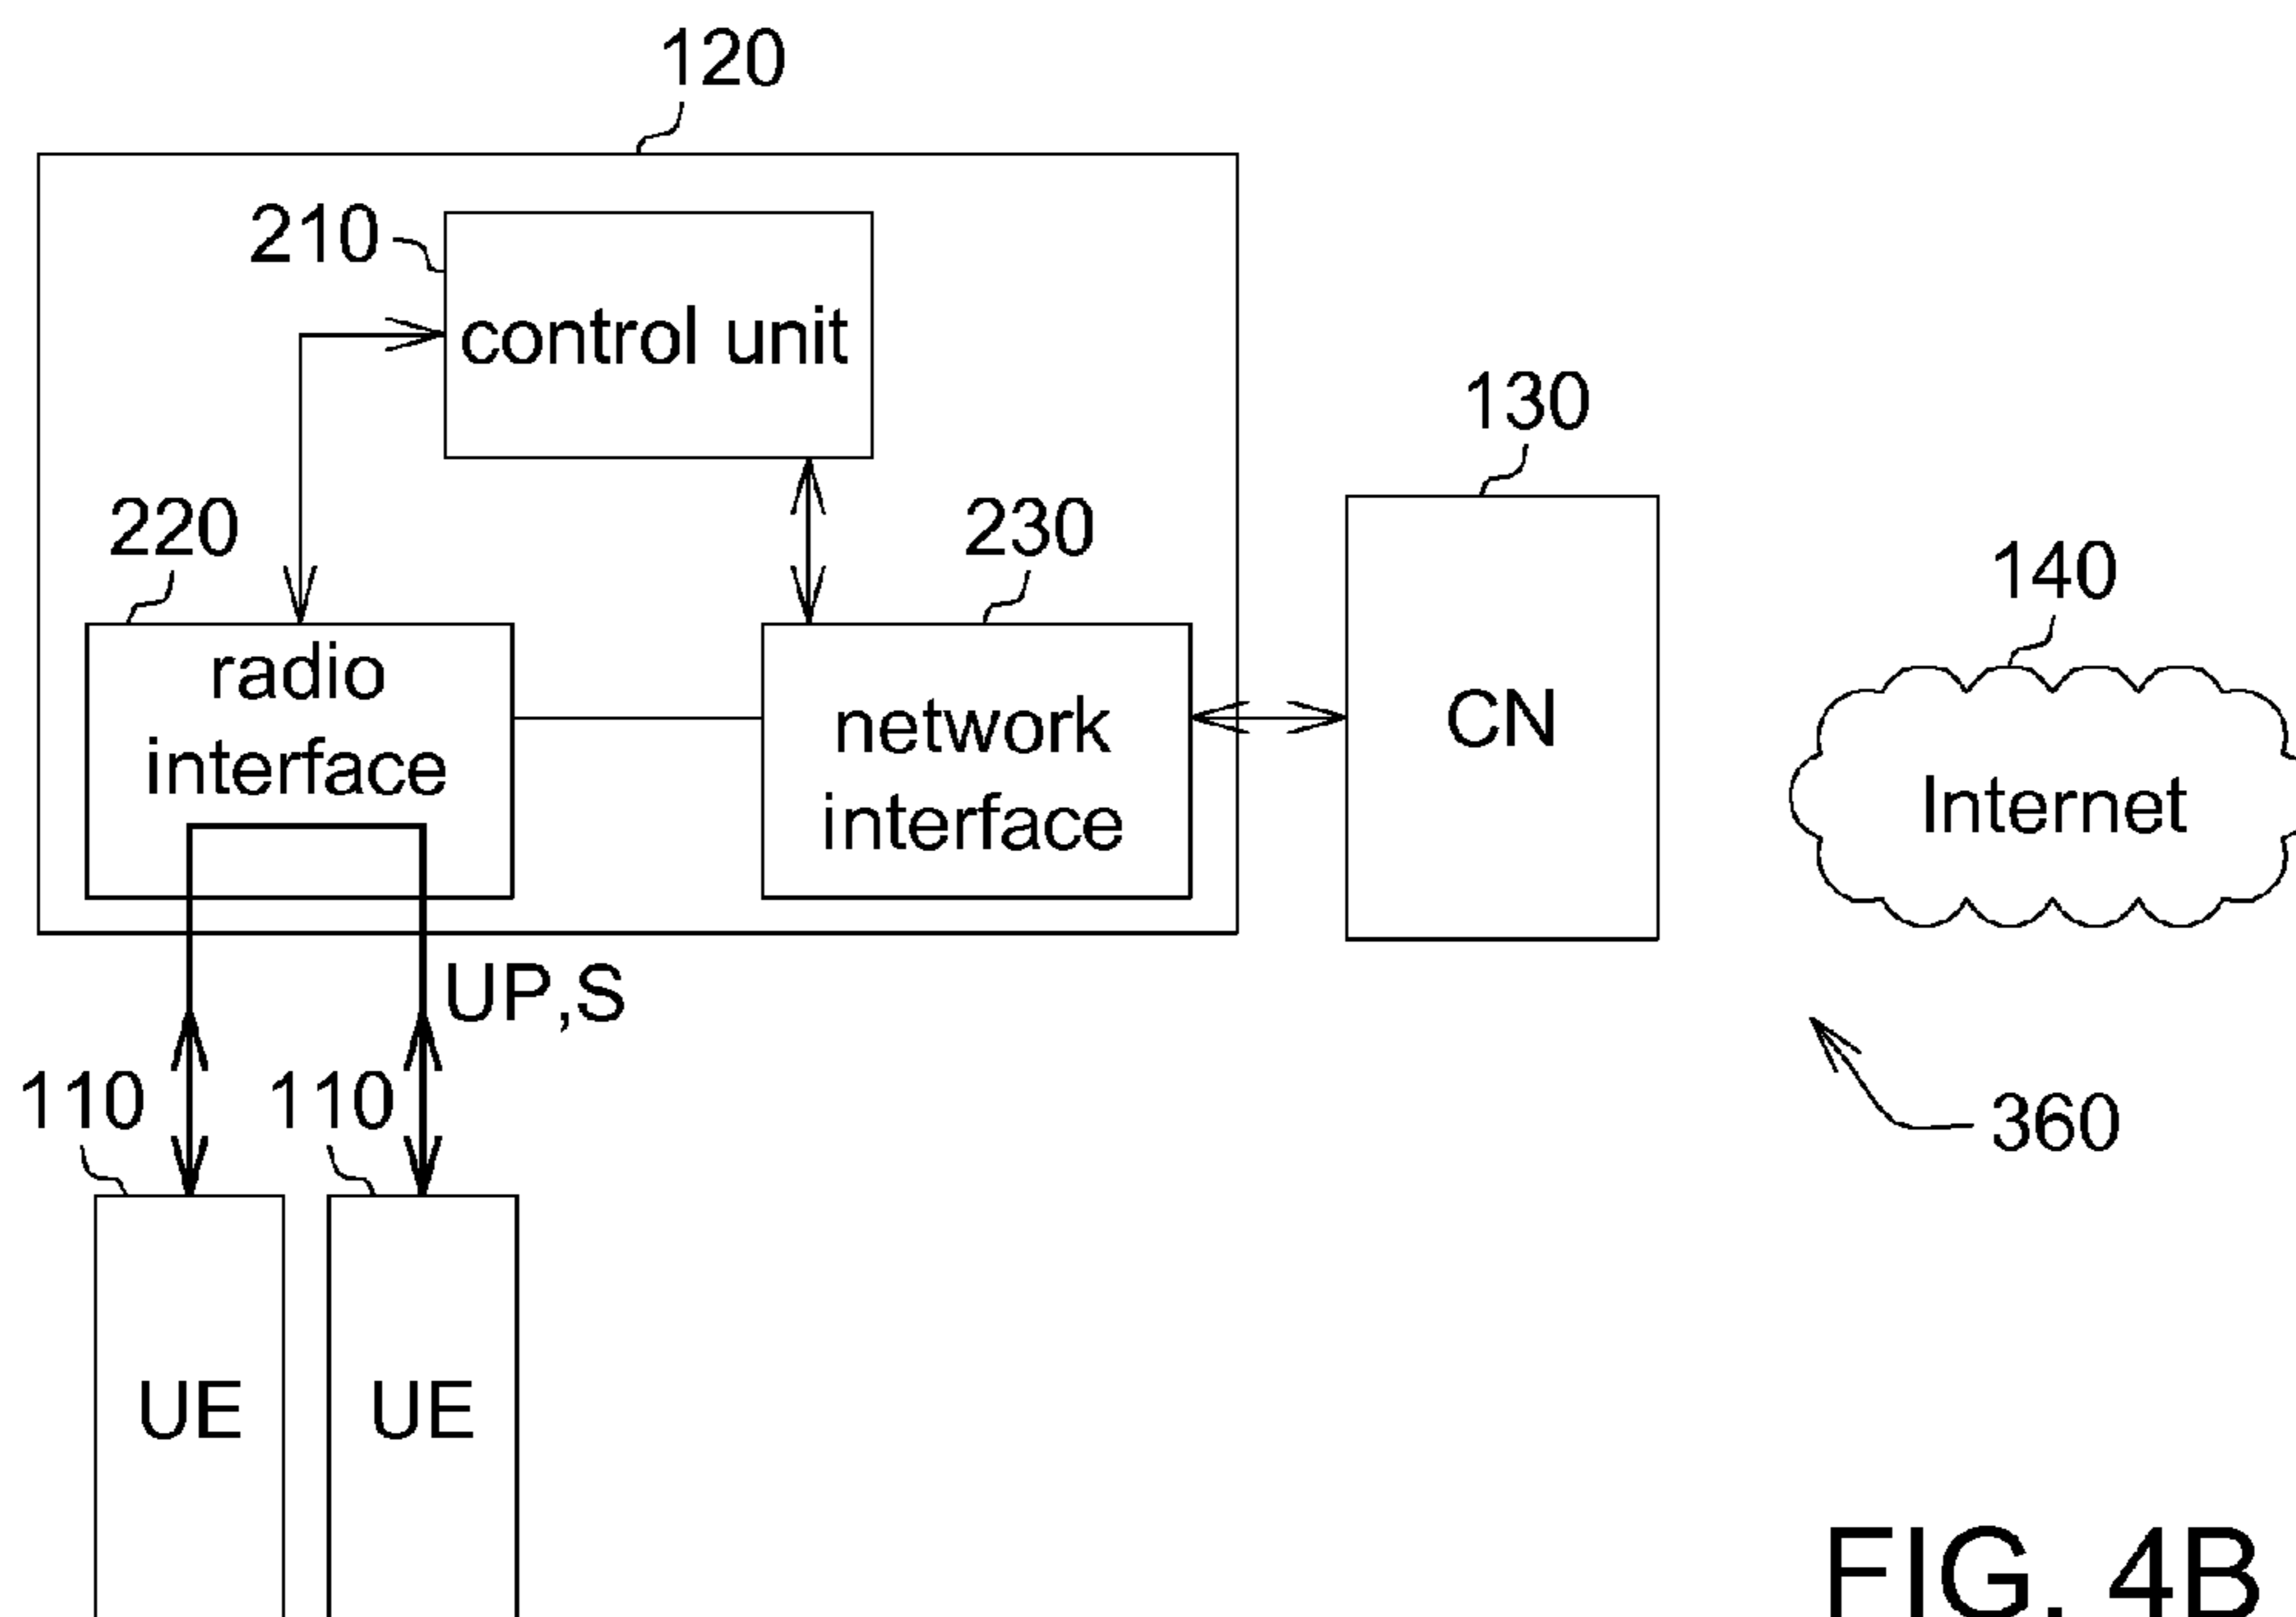 120
210
control unit
130
220
230
140
radio
interface
network
interface
CN
Internet
UP,S
110
110
360
UE
UE
FIG. 4B